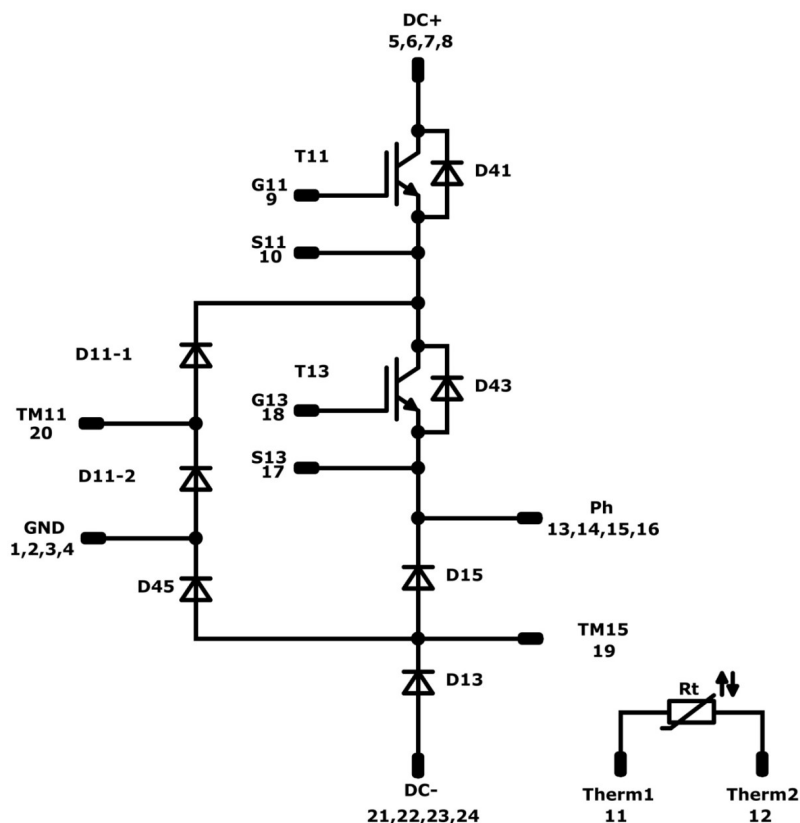 DC+
5,6,7,8
T11
D41
G11
9
S11
10
D11-1
T13
D43
G13
18
TM11
20
S13
17
D11-2
Ph
13,14,15,16
GND
1,2,3,4
D45
D15
TM15
19
D13
Rt
DC-
21,22,23,24
Therm1
11
Therm2
12